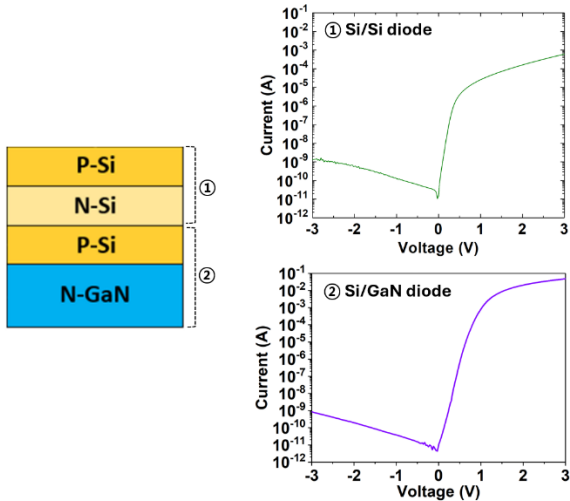 P-Si
N-Si
P-Si
N-GaN
①
②
① Si/Si diode
Current (A)
10⁻¹
10⁻²
10⁻³
10⁻⁴
10⁻⁵
10⁻⁶
10⁻⁷
10⁻⁸
10⁻⁹
10⁻¹⁰
10⁻¹¹
10⁻¹²
-3 -2 -1 0 1 2 3
Voltage (V)
② Si/GaN diode
Current (A)
10⁻¹
10⁻²
10⁻³
10⁻⁴
10⁻⁵
10⁻⁶
10⁻⁷
10⁻⁸
10⁻⁹
10⁻¹⁰
10⁻¹¹
10⁻¹²
-3 -2 -1 0 1 2 3
Voltage (V)